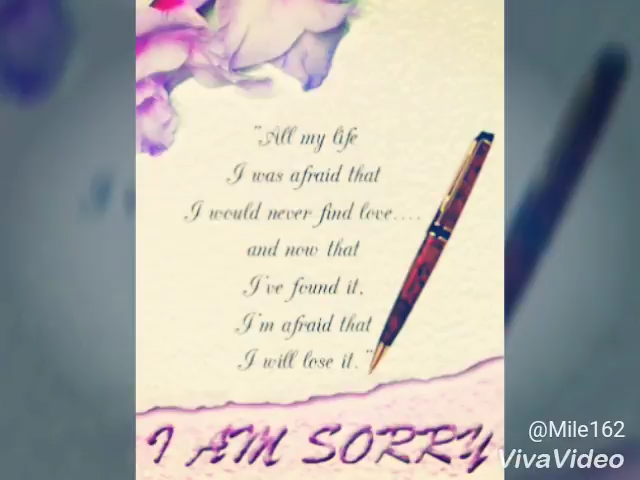 "All my life
I was afraid that
I would never find love....
and now that
I've found it,
I'm afraid that
I will lose it."
I AM SORRY
@Mile162
VivaVideo